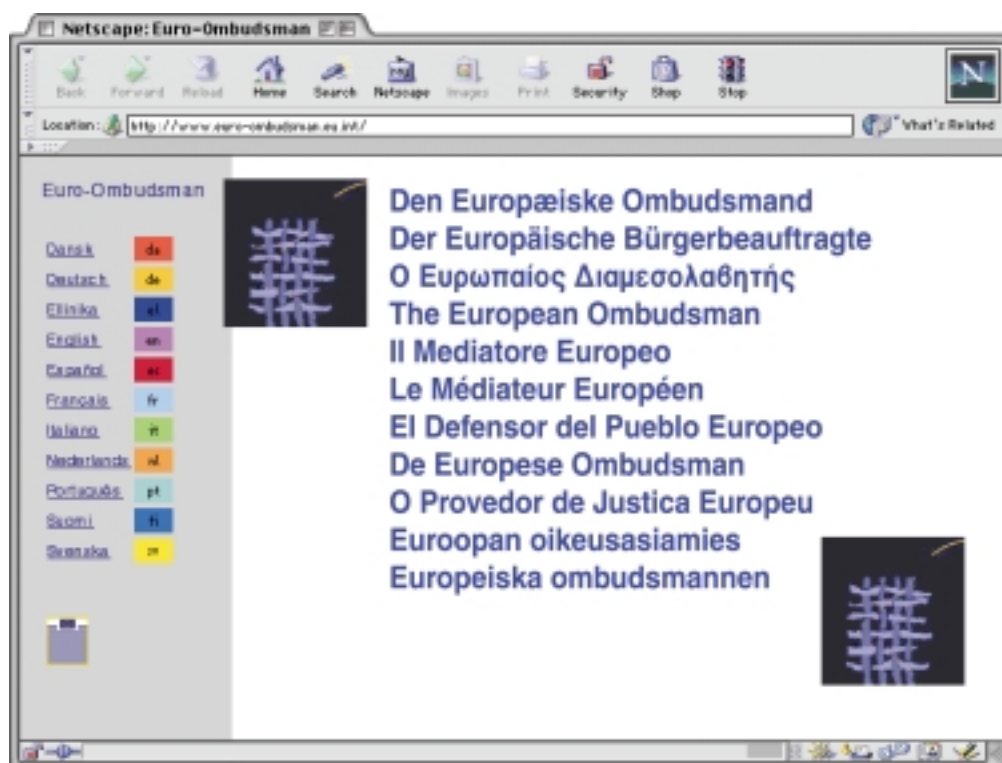 Netscape: Euro-Ombudsman
Back Forward Reload Home Search Netscape Images Print Security Shop Stop
N
Location: http://www.euro-ombudsman.eu.int/ What's Related
Euro-Ombudsman
Dansk da
Deutsch de
Ellinika el
English en
Español es
Français fr
Italiano it
Nederlands nl
Português pt
Suomi fi
Svenska sv
Den Europæiske Ombudsmand
Der Europäische Bürgerbeauftragte
Ο Ευρωπαίος Διαμεσολαβητής
The European Ombudsman
Il Mediatore Europeo
Le Médiateur Européen
El Defensor del Pueblo Europeo
De Europese Ombudsman
O Provedor de Justica Europeu
Euroopan oikeusasiamies
Europeiska ombudsmannen